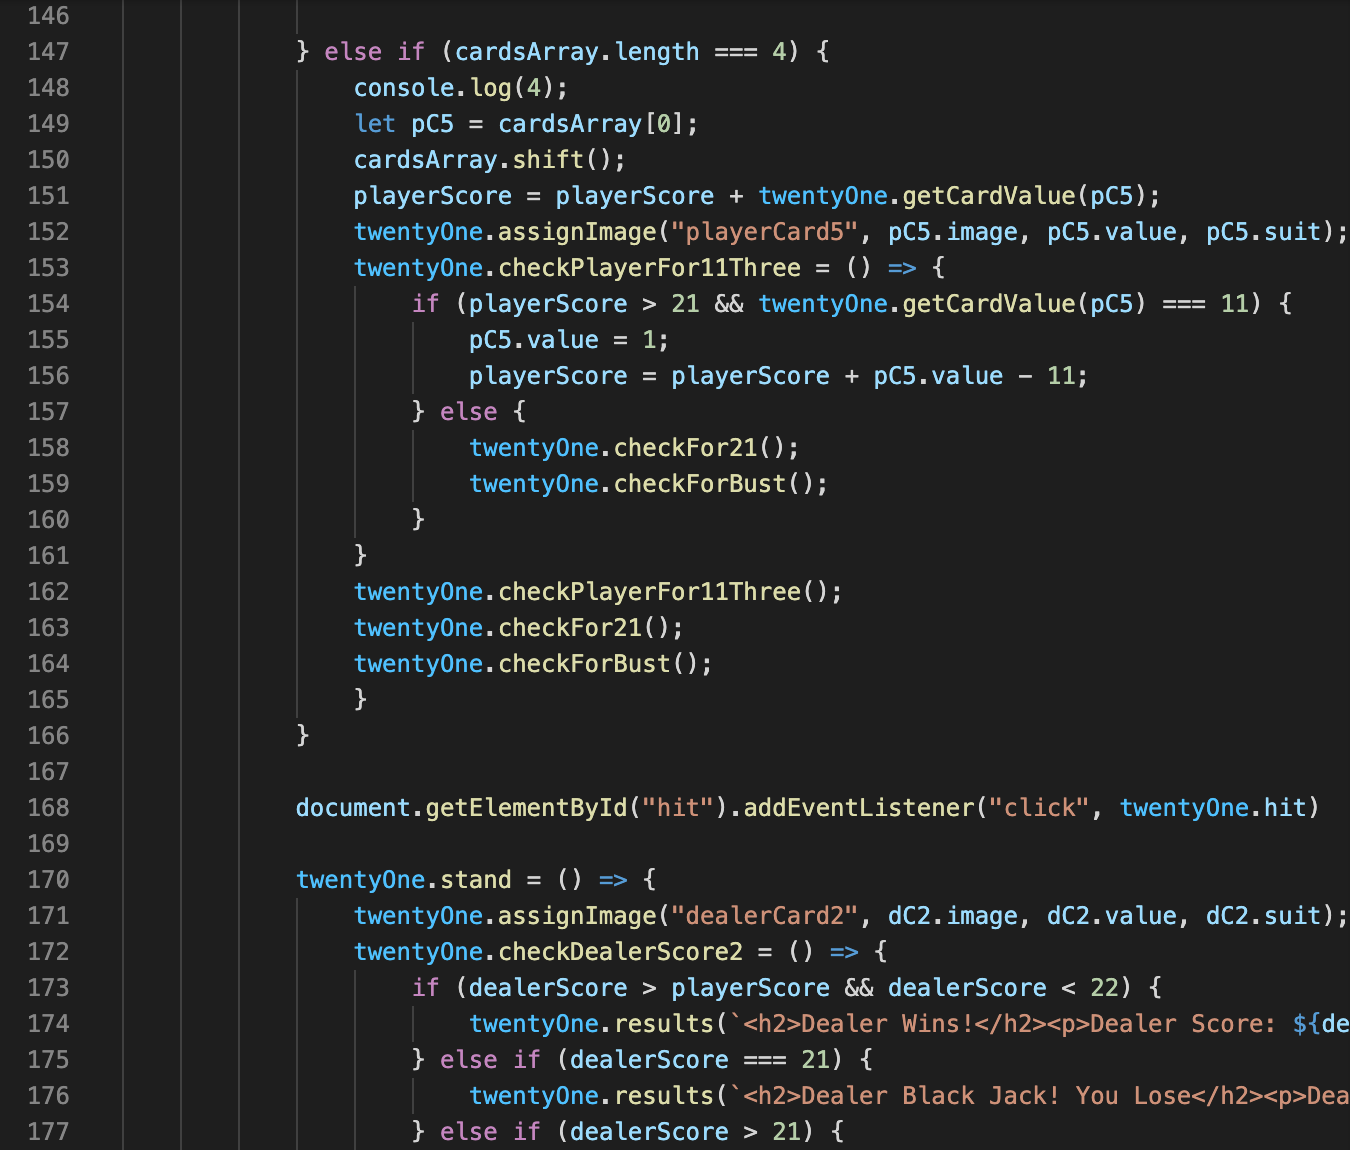 146
147 } else if (cardsArray.length === 4) {
148 console.log(4);
149 let pC5 = cardsArray[0];
150 cardsArray.shift();
151 playerScore = playerScore + twentyOne.getCardValue(pC5);
152 twentyOne.assignImage("playerCard5", pC5.image, pC5.value, pC5.suit);
153 twentyOne.checkPlayerFor11Three = () => {
154 if (playerScore > 21 && twentyOne.getCardValue(pC5) === 11) {
155 pC5.value = 1;
156 playerScore = playerScore + pC5.value - 11;
157 } else {
158 twentyOne.checkFor21();
159 twentyOne.checkForBust();
160 }
161 }
162 twentyOne.checkPlayerFor11Three();
163 twentyOne.checkFor21();
164 twentyOne.checkForBust();
165 }
166 }
167
168 document.getElementById("hit").addEventListener("click", twentyOne.hit)
169
170 twentyOne.stand = () => {
171 twentyOne.assignImage("dealerCard2", dC2.image, dC2.value, dC2.suit);
172 twentyOne.checkDealerScore2 = () => {
173 if (dealerScore > playerScore && dealerScore < 22) {
174 twentyOne.results(`<h2>Dealer Wins!</h2><p>Dealer Score: ${de
175 } else if (dealerScore === 21) {
176 twentyOne.results(`<h2>Dealer Black Jack! You Lose</h2><p>Dea
177 } else if (dealerScore > 21) {